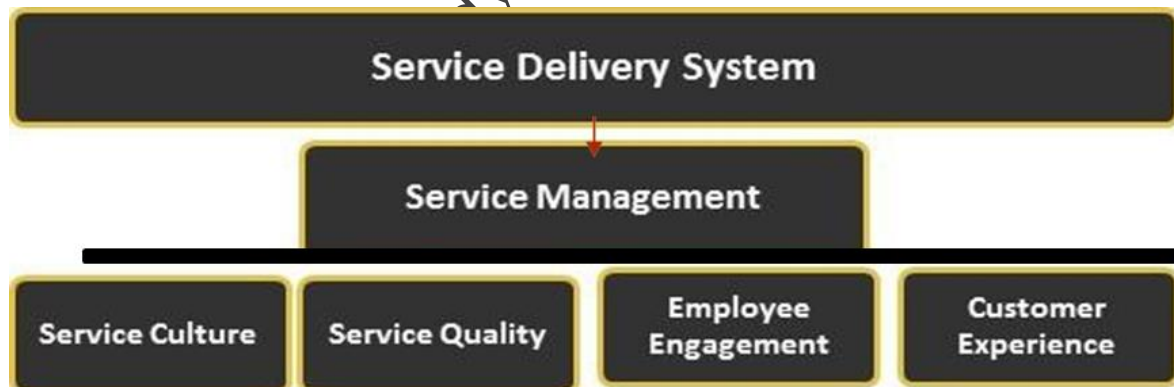 Service Delivery System
Service Management
Service Culture
Service Quality
Employee
Engagement
Customer
Experience